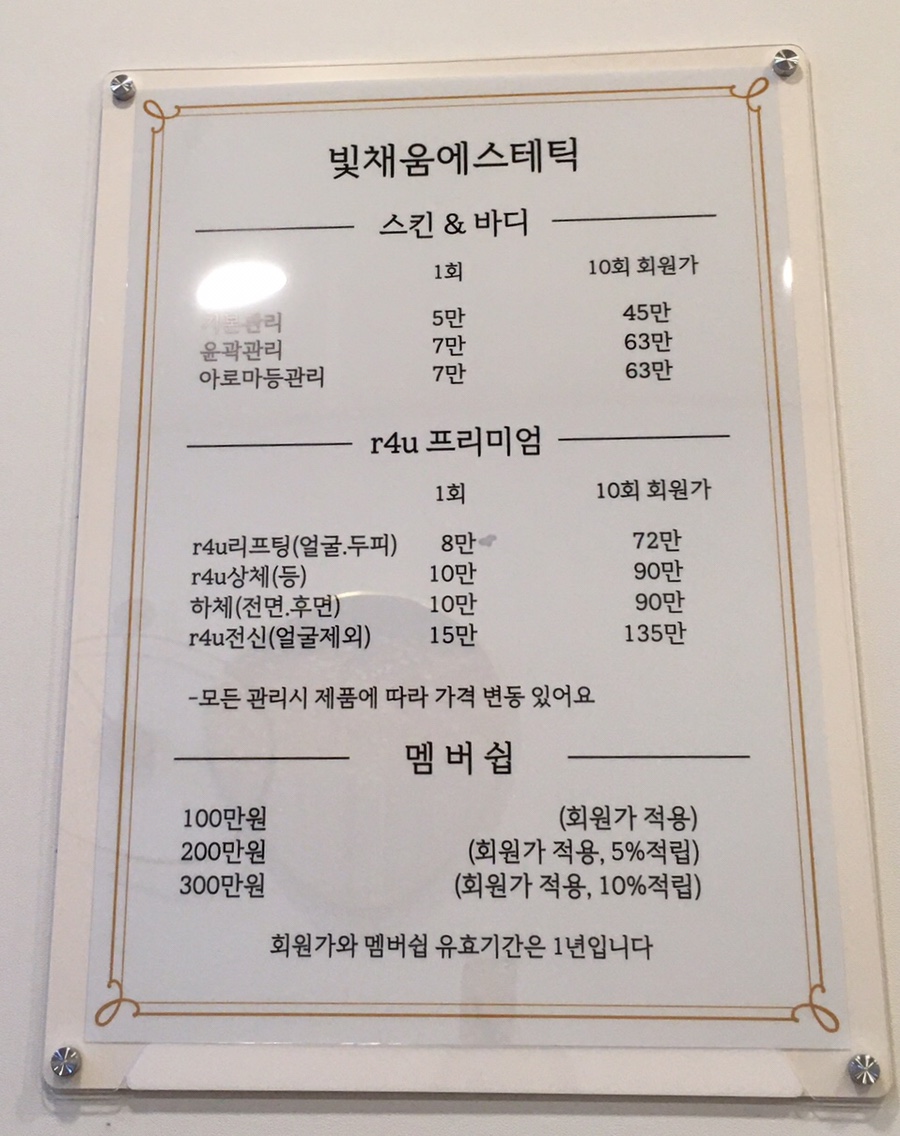 빛채움에스테틱
스킨 & 바디
1회 10회 회원가
기본관리 5만 45만
윤곽관리 7만 63만
아로마등관리 7만 63만
r4u 프리미엄
1회 10회 회원가
r4u리프팅(얼굴.두피) 8만 72만
r4u상체(등) 10만 90만
하체(전면.후면) 10만 90만
r4u전신(얼굴제외) 15만 135만
-모든 관리시 제품에 따라 가격 변동 있어요
멤 버 쉽
100만원 (회원가 적용)
200만원 (회원가 적용, 5%적립)
300만원 (회원가 적용, 10%적립)
회원가와 멤버쉽 유효기간은 1년입니다